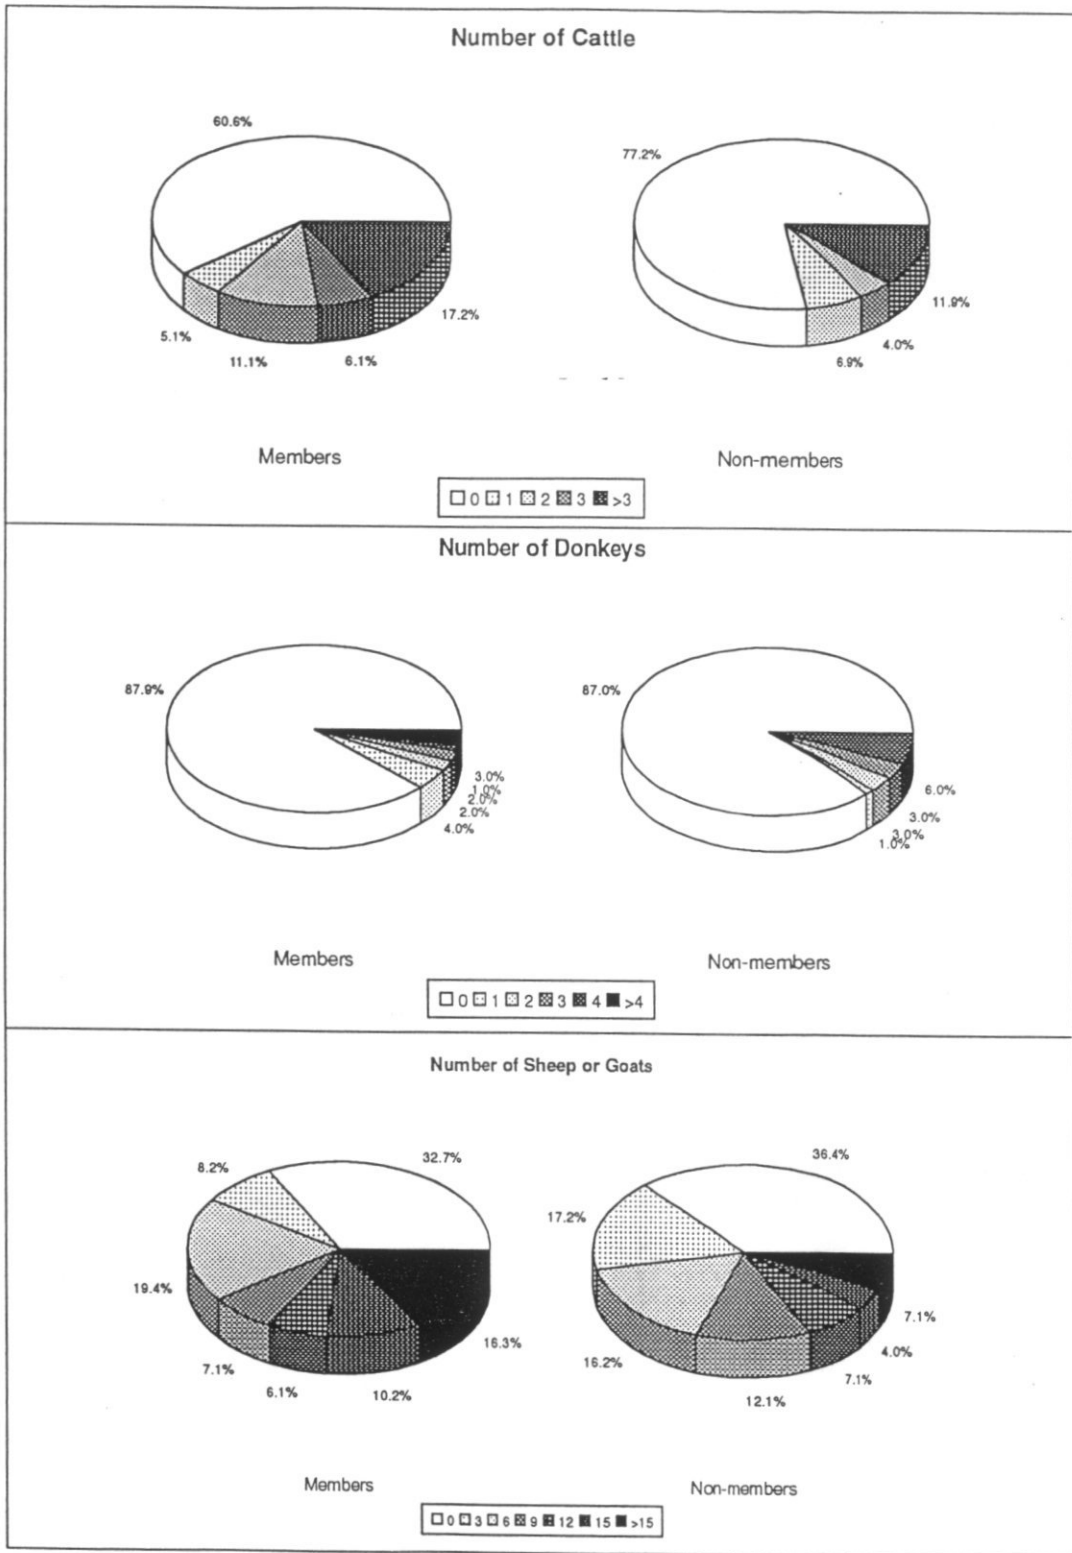 Number of Cattle
60.6%
77.2%
5.1%
11.1%
6.1%
17.2%
6.9%
4.0%
11.9%
Members
Non-members
0 1 2 3 >3
Number of Donkeys
87.9%
87.0%
3.0%
1.0%
2.0%
2.0%
4.0%
6.0%
3.0%
3.0%
1.0%
Members
Non-members
0 1 2 3 4 >4
Number of Sheep or Goats
8.2%
32.7%
36.4%
17.2%
19.4%
7.1%
6.1%
10.2%
16.3%
16.2%
12.1%
7.1%
4.0%
7.1%
Members
Non-members
0 3 6 9 12 15 >15